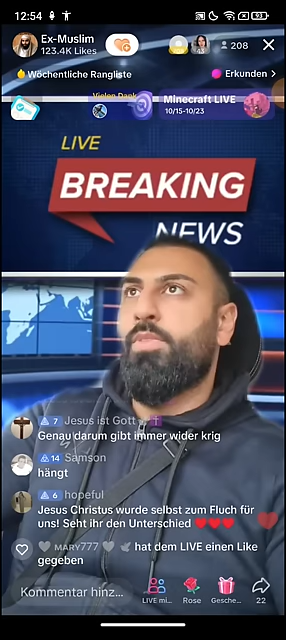 12:54
93
Ex-Muslim
123.4K Likes
43
208
Wöchentliche Rangliste
Erkunden >
Vielen Dank
Minecraft LIVE
10/15-10/23
LIVE
BREAKING
NEWS
7 Jesus ist Gott
Genau darum gibt immer wider krig
14 Samson
hängt
6 hopeful
Jesus Christus wurde selbst zum Fluch für
uns! Seht ihr den Unterschied ❤️❤️❤️
MARY777 hat dem LIVE einen Like
gegeben
Kommentar hinz...
LIVE mi...
Rose
Gesche...
22